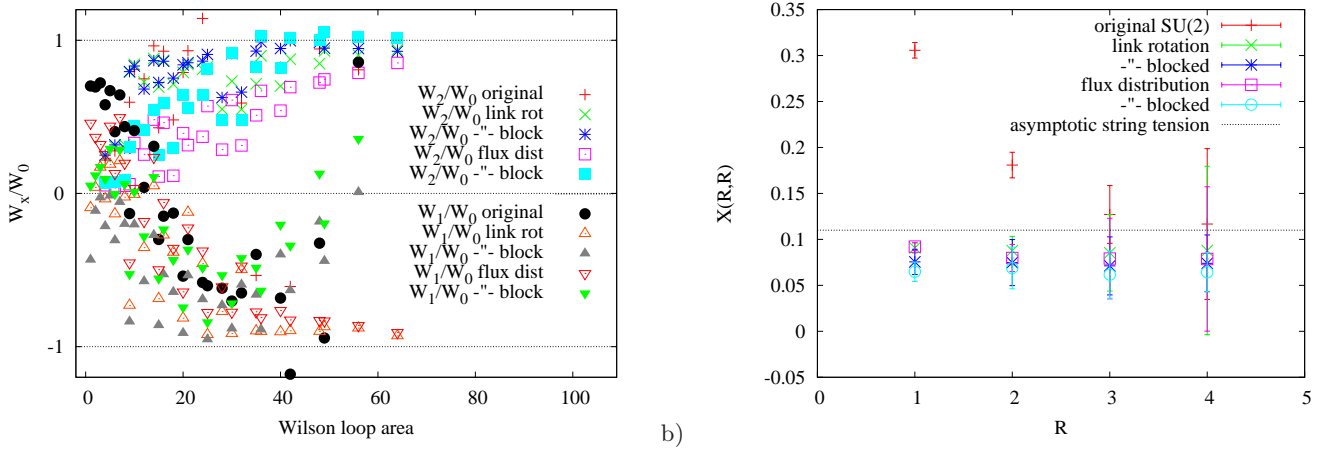 1
0
-1
W_x/W_0
0 20 40 60 80 100
Wilson loop area
W_2/W_0 original
W_2/W_0 link rot
W_2/W_0 -"- block
W_2/W_0 flux dist
W_2/W_0 -"- block
W_1/W_0 original
W_1/W_0 link rot
W_1/W_0 -"- block
W_1/W_0 flux dist
W_1/W_0 -"- block
b)
0.35
0.3
0.25
0.2
0.15
0.1
0.05
0
-0.05
X(R,R)
0 1 2 3 4 5
R
original SU(2)
link rotation
-"- blocked
flux distribution
-"- blocked
asymptotic string tension